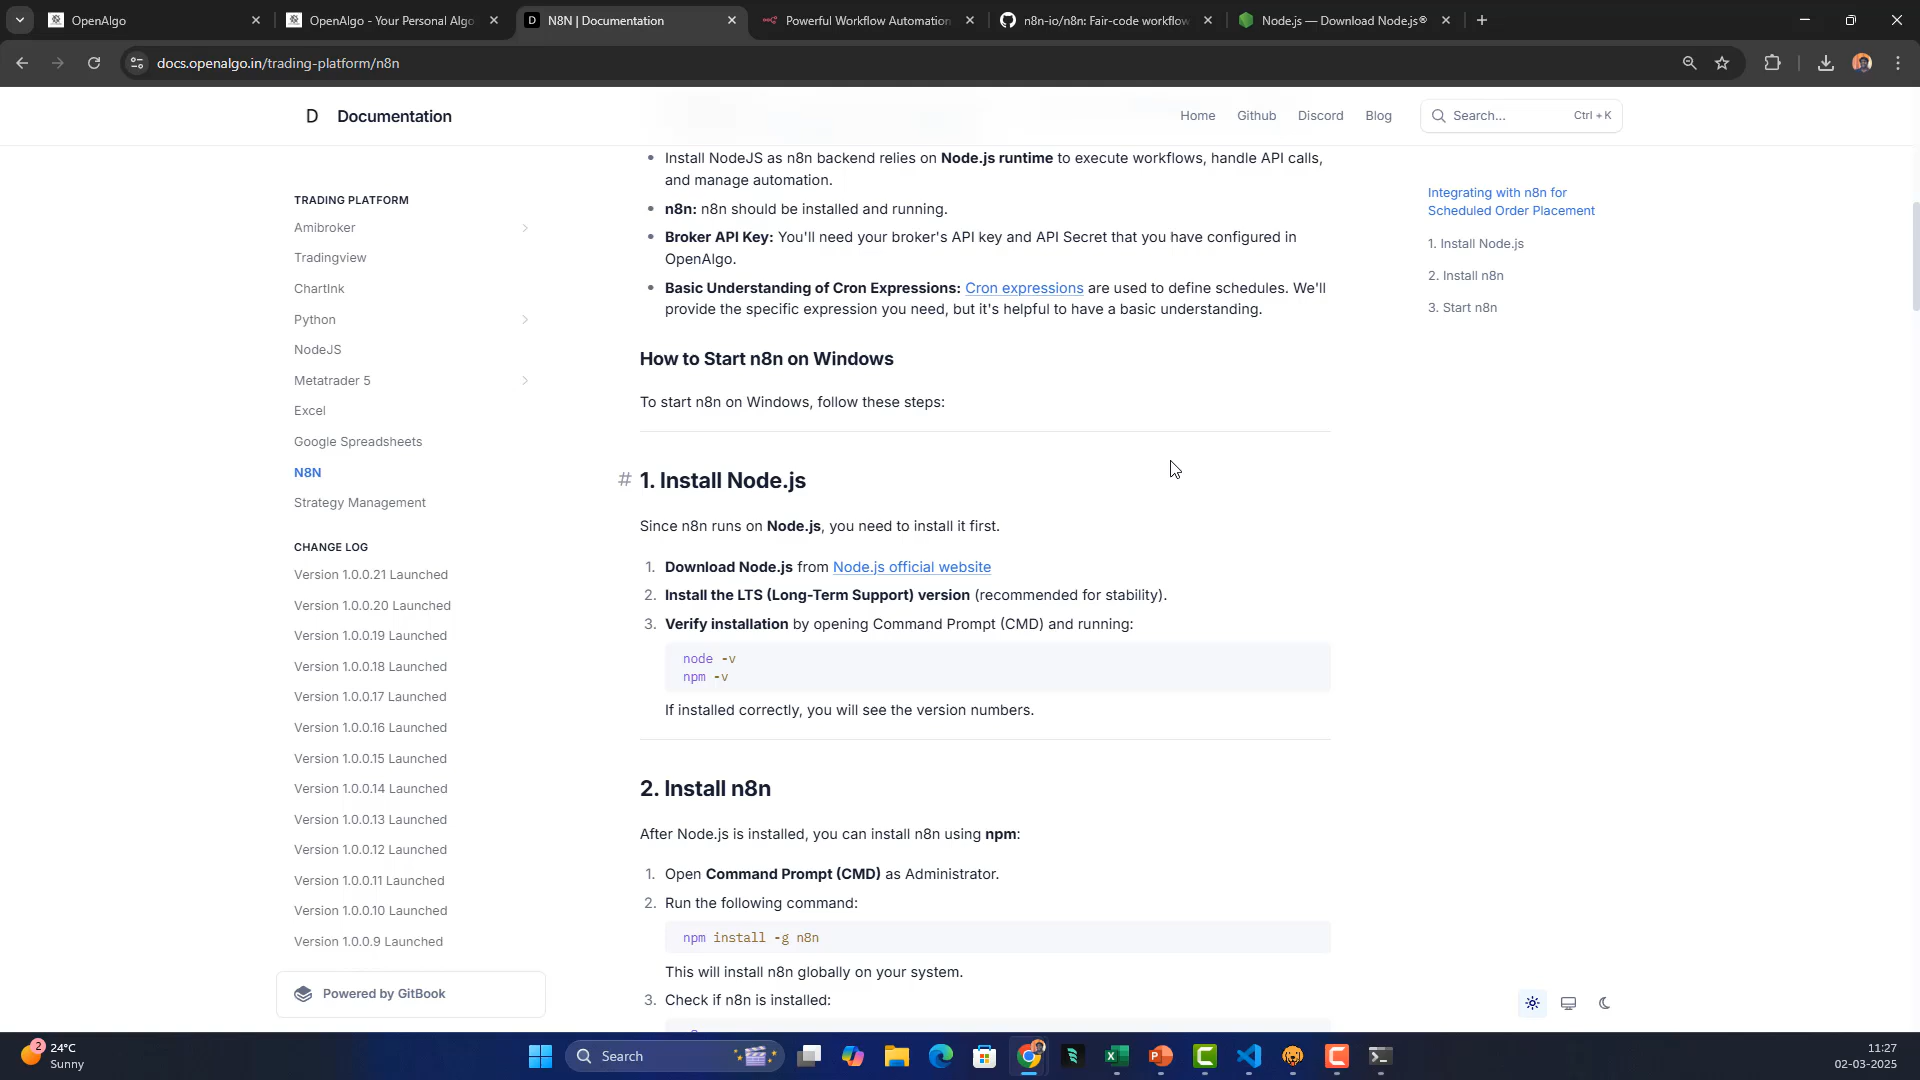 OpenAlgo
OpenAlgo - Your Personal Algo
N8N | Documentation
Powerful Workflow Automation
n8n-io/n8n: Fair-code workflow
Node.js — Download Node.js®
docs.openalgo.in/trading-platform/n8n
D Documentation
Home Github Discord Blog
Search... Ctrl + K
TRADING PLATFORM
Amibroker
Tradingview
ChartInk
Python
NodeJS
Metatrader 5
Excel
Google Spreadsheets
N8N
Strategy Management
CHANGE LOG
Version 1.0.0.21 Launched
Version 1.0.0.20 Launched
Version 1.0.0.19 Launched
Version 1.0.0.18 Launched
Version 1.0.0.17 Launched
Version 1.0.0.16 Launched
Version 1.0.0.15 Launched
Version 1.0.0.14 Launched
Version 1.0.0.13 Launched
Version 1.0.0.12 Launched
Version 1.0.0.11 Launched
Version 1.0.0.10 Launched
Version 1.0.0.9 Launched
Powered by GitBook
Install NodeJS as n8n backend relies on Node.js runtime to execute workflows, handle API calls,
and manage automation.
n8n: n8n should be installed and running.
Broker API Key: You'll need your broker's API key and API Secret that you have configured in
OpenAlgo.
Basic Understanding of Cron Expressions: Cron expressions are used to define schedules. We'll
provide the specific expression you need, but it's helpful to have a basic understanding.
How to Start n8n on Windows
To start n8n on Windows, follow these steps:
# 1. Install Node.js
Since n8n runs on Node.js, you need to install it first.
1. Download Node.js from Node.js official website
2. Install the LTS (Long-Term Support) version (recommended for stability).
3. Verify installation by opening Command Prompt (CMD) and running:
node -v
npm -v
If installed correctly, you will see the version numbers.
2. Install n8n
After Node.js is installed, you can install n8n using npm:
1. Open Command Prompt (CMD) as Administrator.
2. Run the following command:
npm install -g n8n
This will install n8n globally on your system.
3. Check if n8n is installed:
Integrating with n8n for
Scheduled Order Placement
1. Install Node.js
2. Install n8n
3. Start n8n
2
24°C
Sunny
Search
11:27
02-03-2025